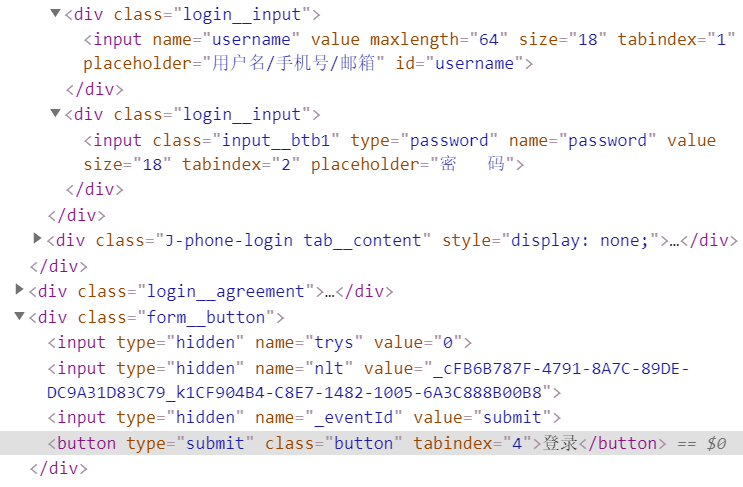 <div class="login__input">
<input name="username" value maxlength="64" size="18" tabindex="1"
placeholder="用户名/手机号/邮箱" id="username">
</div>
<div class="login__input">
<input class="input__btb1" type="password" name="password" value
size="18" tabindex="2" placeholder="密   码">
</div>
</div>
<div class="J-phone-login tab__content" style="display: none;">…</div>
</div>
<div class="login__agreement">…</div>
<div class="form__button">
<input type="hidden" name="trys" value="0">
<input type="hidden" name="nlt" value="_cFB6B787F-4791-8A7C-89DE-
DC9A31D83C79_k1CF904B4-C8E7-1482-1005-6A3C888B00B8">
<input type="hidden" name="_eventId" value="submit">
<button type="submit" class="button" tabindex="4">登录</button> == $0
</div>